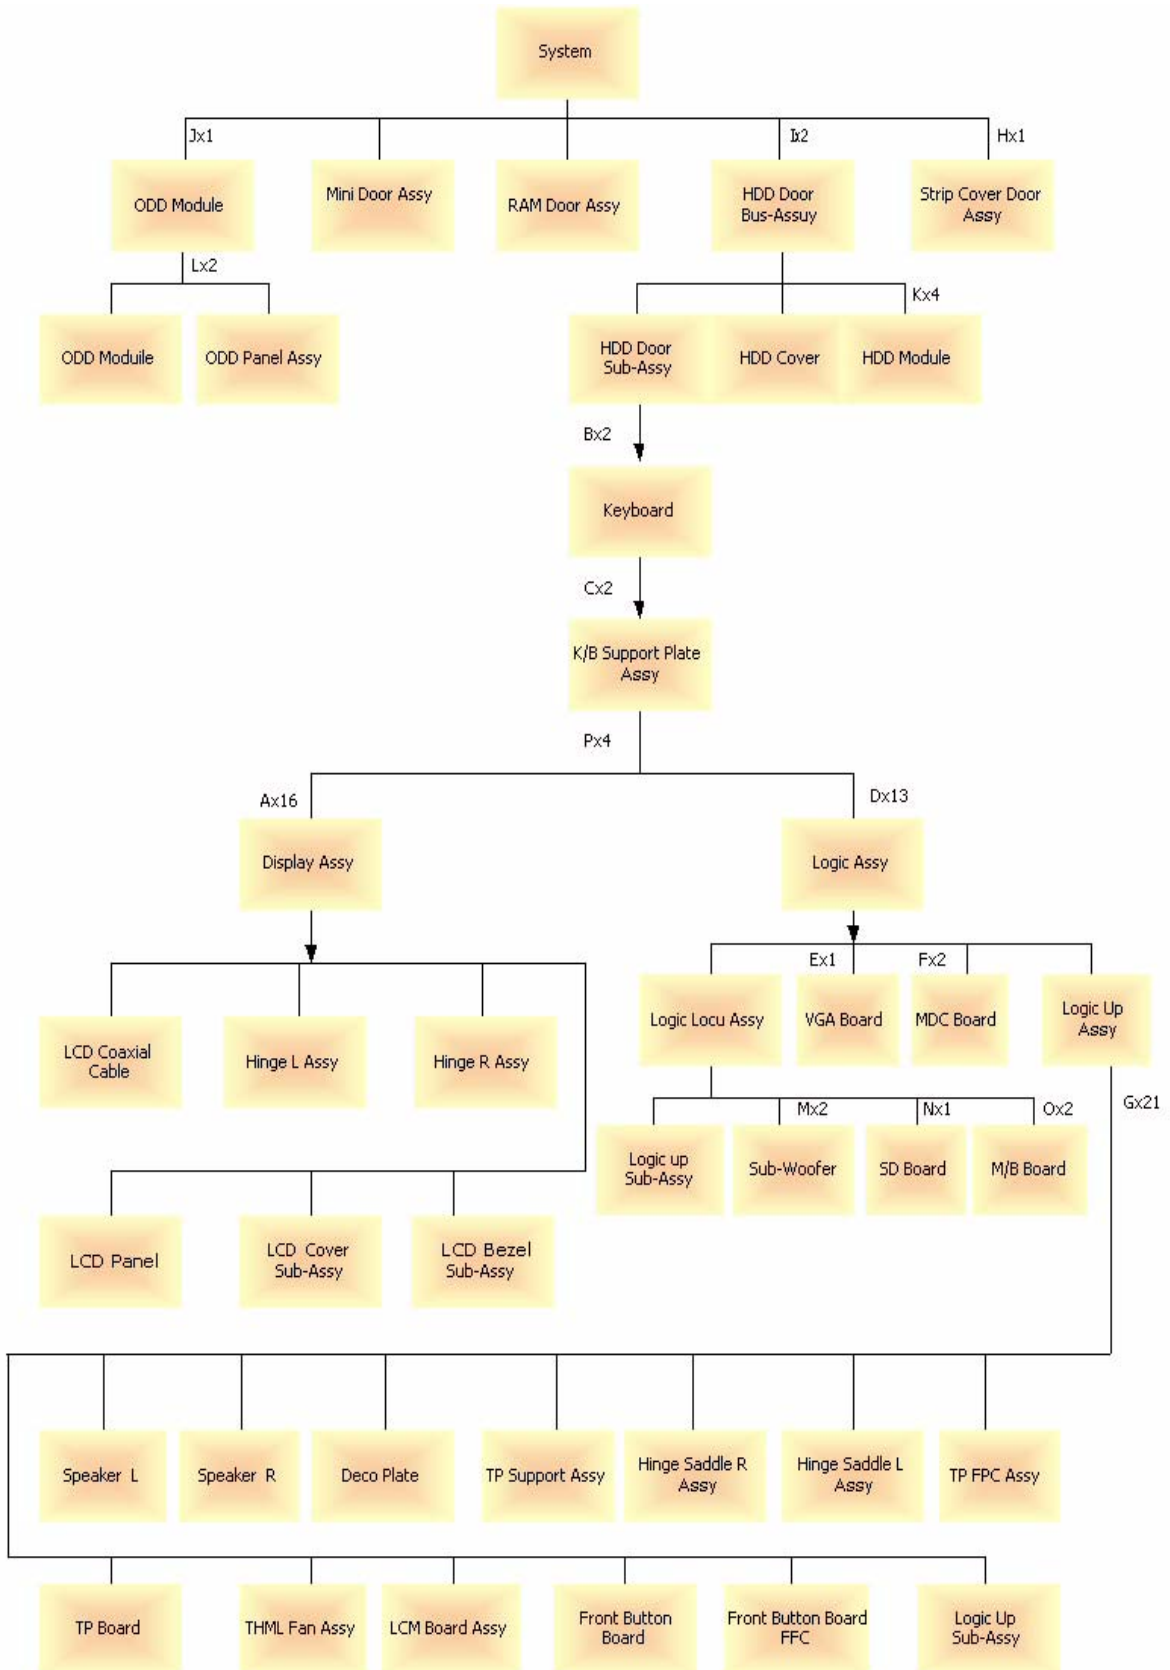 System
Jx1
Ix2
Hx1
ODD Module
Mini Door Assy
RAM Door Assy
HDD Door
Bus-Assuy
Strip Cover Door
Assy
Lx2
Kx4
ODD Moduile
ODD Panel Assy
HDD Door
Sub-Assy
HDD Cover
HDD Module
Bx2
Keyboard
Cx2
K/B Support Plate
Assy
Px4
Ax16
Dx13
Display Assy
Logic Assy
Ex1
Fx2
Logic Locu Assy
VGA Board
MDC Board
Logic Up
Assy
LCD Coaxial
Cable
Hinge L Assy
Hinge R Assy
Gx21
Mx2
Nx1
Ox2
Logic up
Sub-Assy
Sub-Woofer
SD Board
M/B Board
LCD Panel
LCD Cover
Sub-Assy
LCD Bezel
Sub-Assy
Speaker L
Speaker R
Deco Plate
TP Support Assy
Hinge Saddle R
Assy
Hinge Saddle L
Assy
TP FPC Assy
TP Board
THML Fan Assy
LCM Board Assy
Front Button
Board
Front Button Board
FFC
Logic Up
Sub-Assy